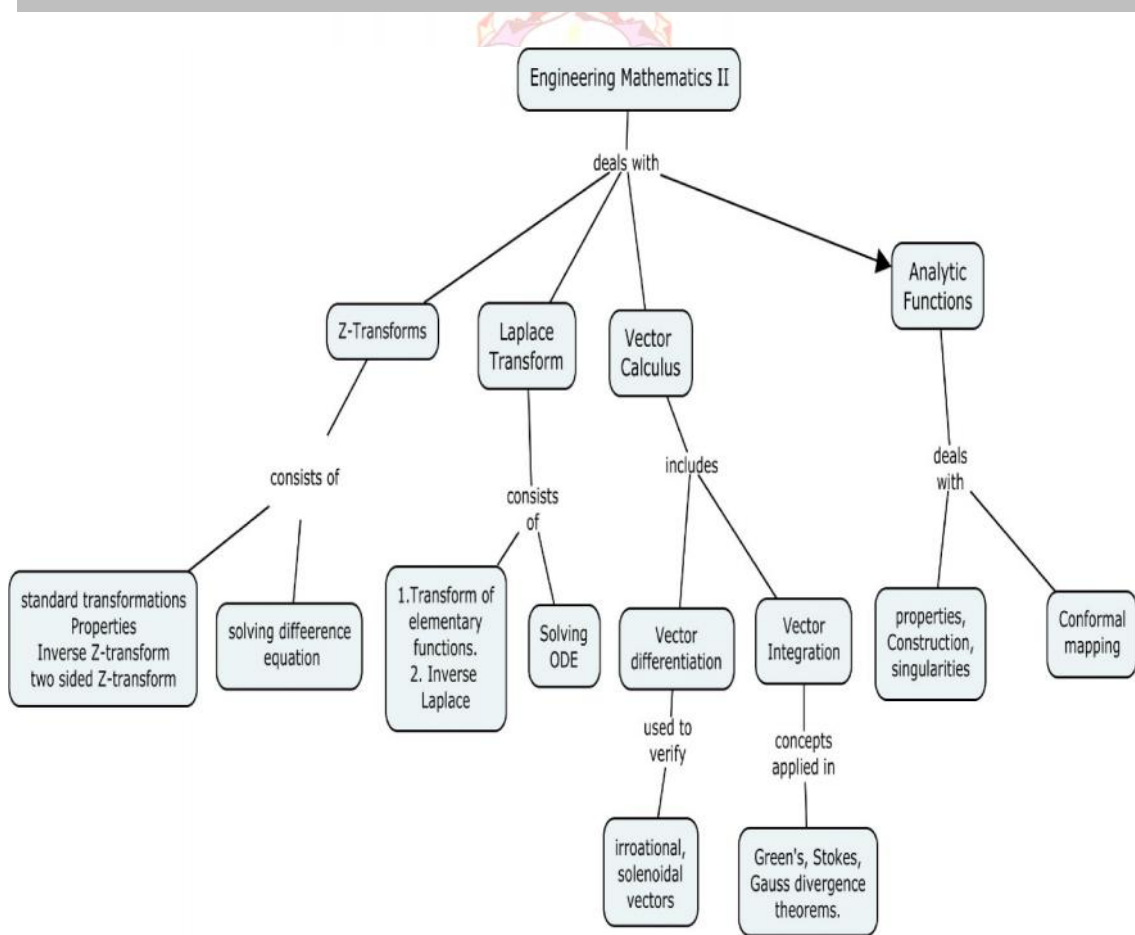 Engineering Mathematics II
deals with
Analytic
Functions
Z-Transforms
Laplace
Transform
Vector
Calculus
consists of
consists
of
includes
deals
with
standard transformations
Properties
Inverse Z-transform
two sided Z-transform
solving diffeerence
equation
1.Transform of
elementary
functions.
2. Inverse
Laplace
Solving
ODE
Vector
differentiation
Vector
Integration
properties,
Construction,
singularities
Conformal
mapping
used to
verify
concepts
applied in
irroational,
solenoidal
vectors
Green's, Stokes,
Gauss divergence
theorems.